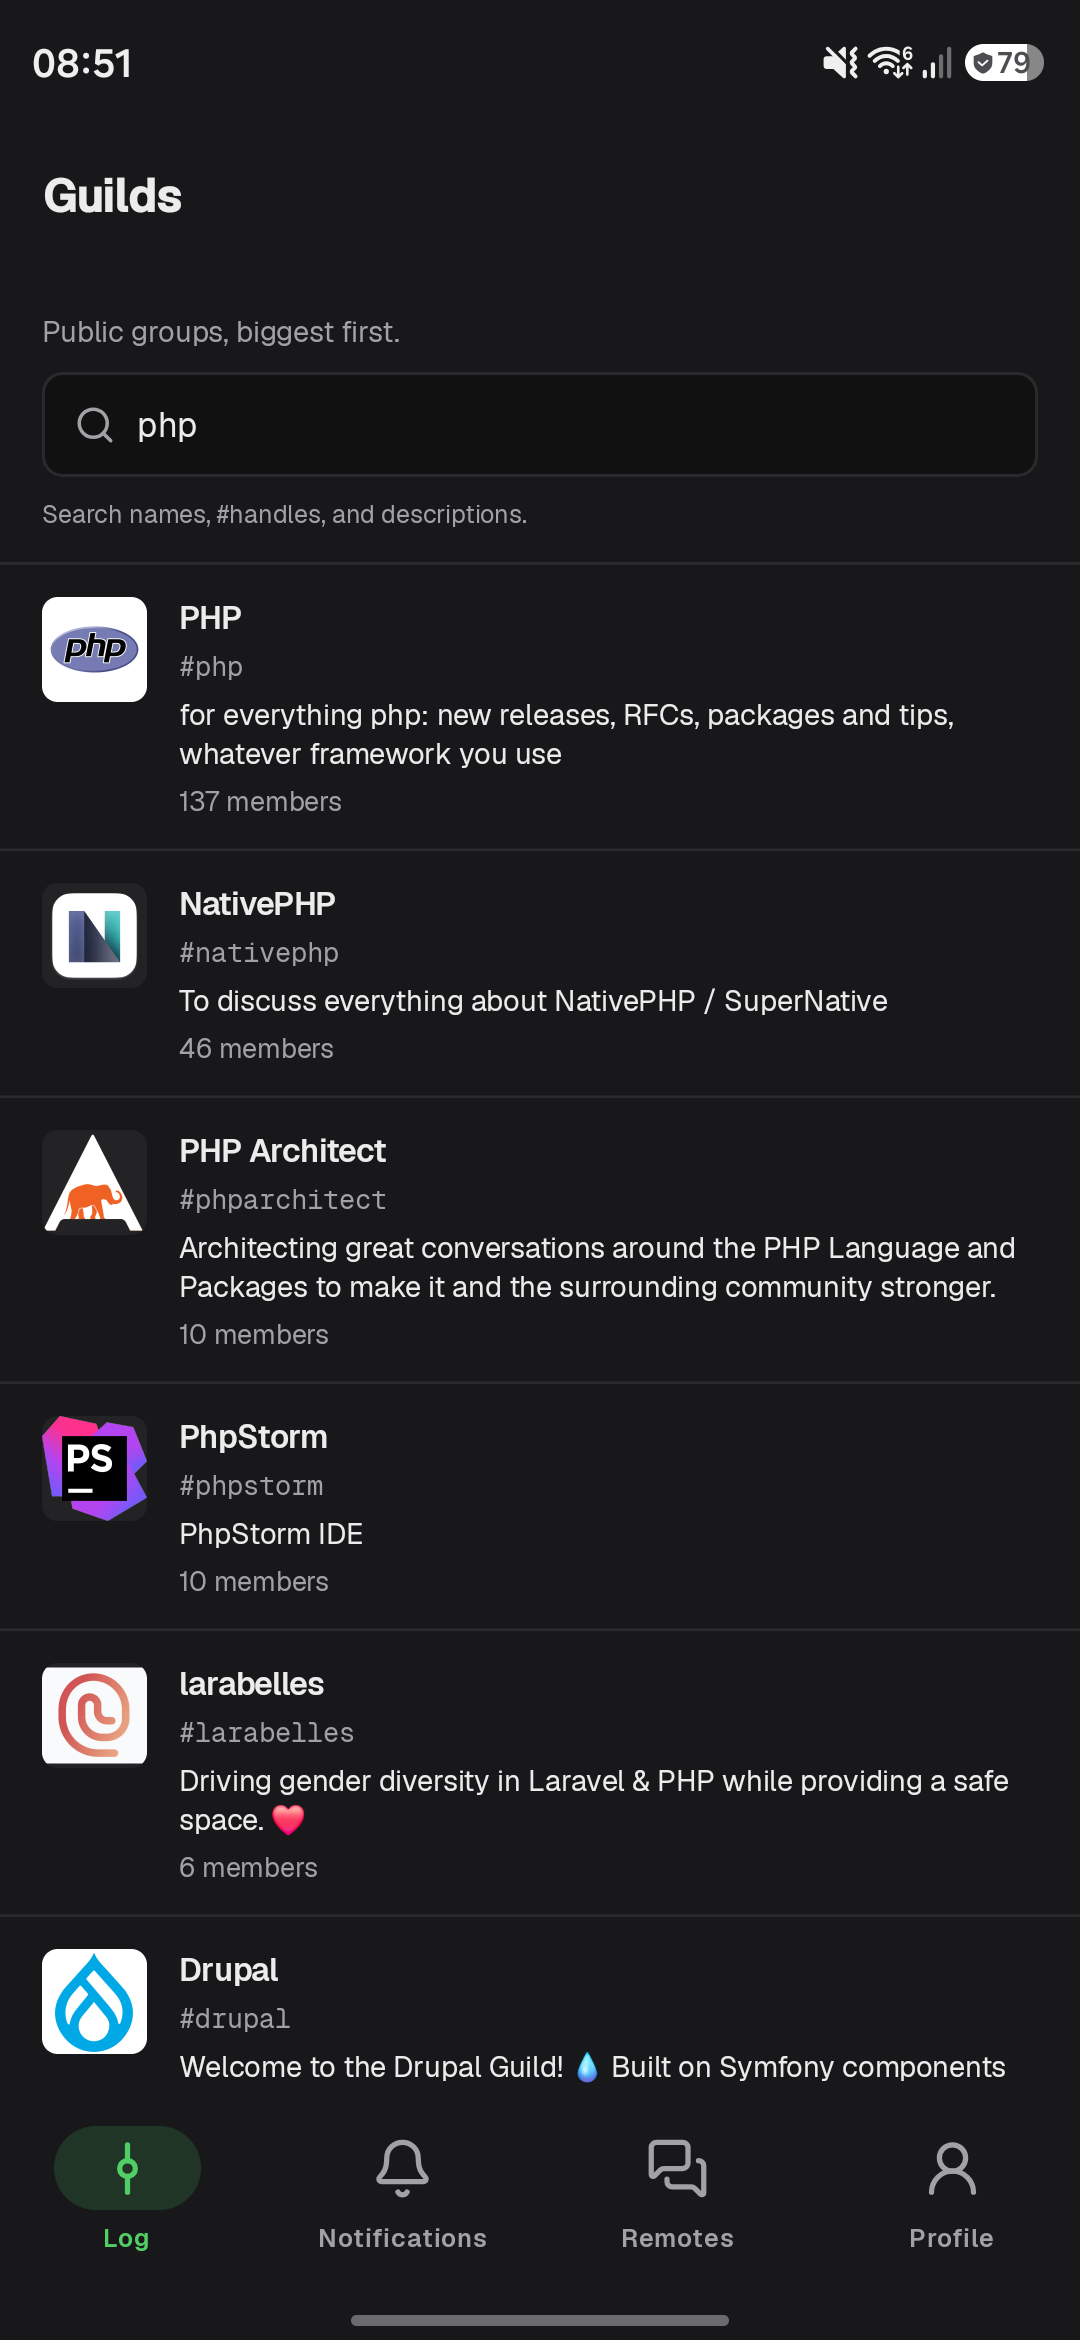 08:51
6
79
Guilds
Public groups, biggest first.
php
Search names, #handles, and descriptions.
php
PHP
#php
for everything php: new releases, RFCs, packages and tips,
whatever framework you use
137 members
N
NativePHP
#nativephp
To discuss everything about NativePHP / SuperNative
46 members
PHP Architect
#phparchitect
Architecting great conversations around the PHP Language and
Packages to make it and the surrounding community stronger.
10 members
PS
PhpStorm
#phpstorm
PhpStorm IDE
10 members
larabelles
#larabelles
Driving gender diversity in Laravel & PHP while providing a safe
space. ❤️
6 members
Drupal
#drupal
Welcome to the Drupal Guild! 💧 Built on Symfony components
Log
Notifications
Remotes
Profile